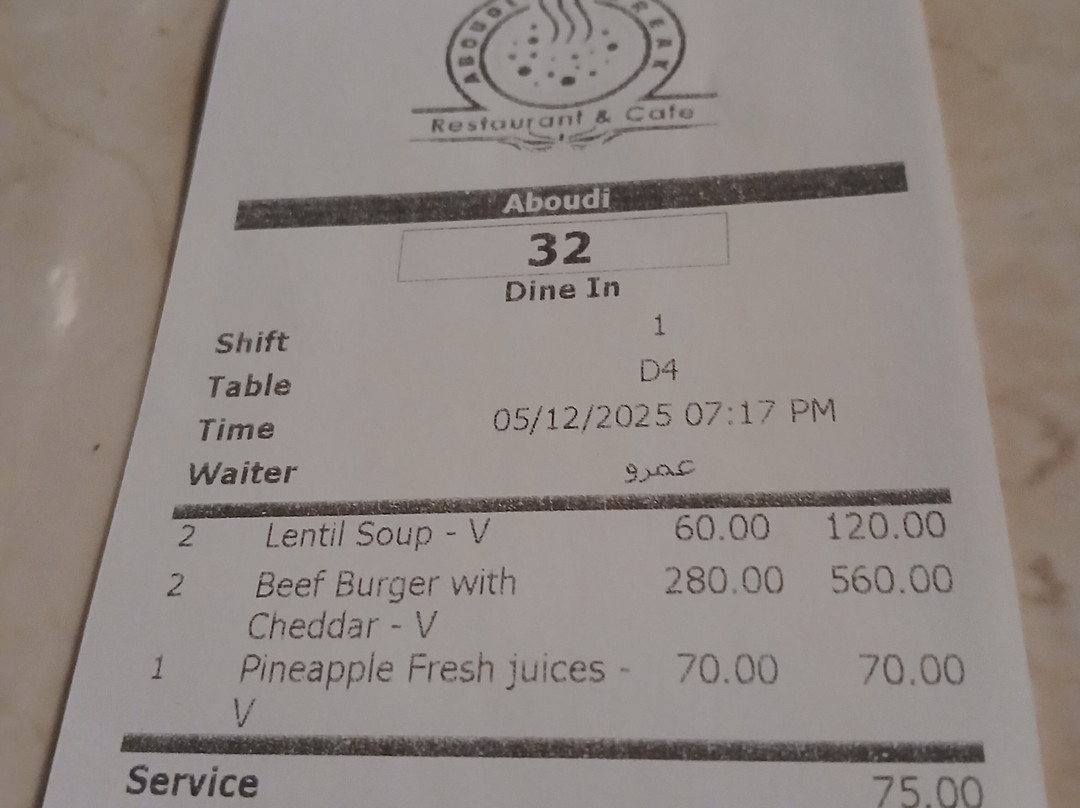 ABOUDI
Restaurant & Cafe
Aboudi
32
Dine In
Shift 1
Table D4
Time 05/12/2025 07:17 PM
Waiter عمرو
2 Lentil Soup - V 60.00 120.00
2 Beef Burger with 280.00 560.00
Cheddar - V
1 Pineapple Fresh juices - 70.00 70.00
V
Service 75.00